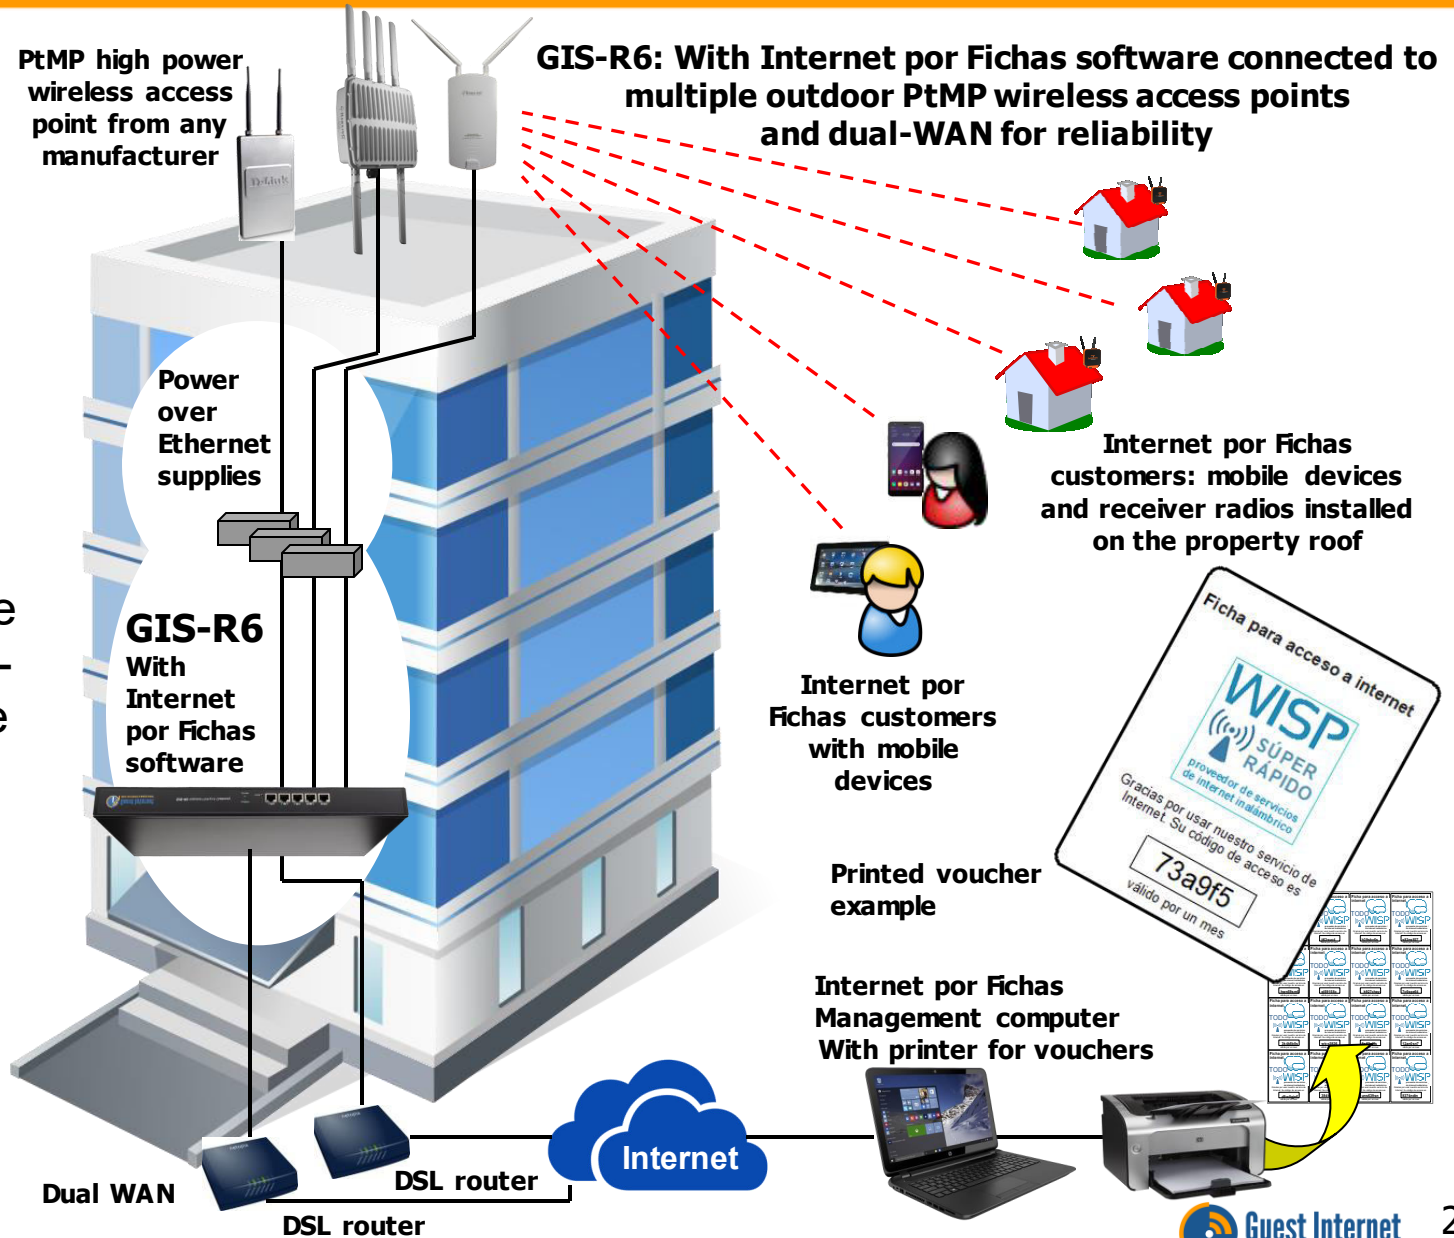 PtMP high power
wireless access
point from any
manufacturer
GIS-R6: With Internet por Fichas software connected to
multiple outdoor PtMP wireless access points
and dual-WAN for reliability
D-Link
Power
over
Ethernet
supplies
GIS-R6
With
Internet
por Fichas
software
e
-
e
Internet por Fichas
customers: mobile devices
and receiver radios installed
on the property roof
Internet por
Fichas customers
with mobile
devices
Ficha para acceso a internet
WISP
SÚPER
RÁPIDO
proveedor de servicios
de internet inalámbrico
Gracias por usar nuestro servicio de
Internet. Su código de acceso es
73a9f5
válido por un mes
Printed voucher
example
Internet por Fichas
Management computer
With printer for vouchers
Internet
DSL router
Dual WAN
DSL router
Guest Internet
2